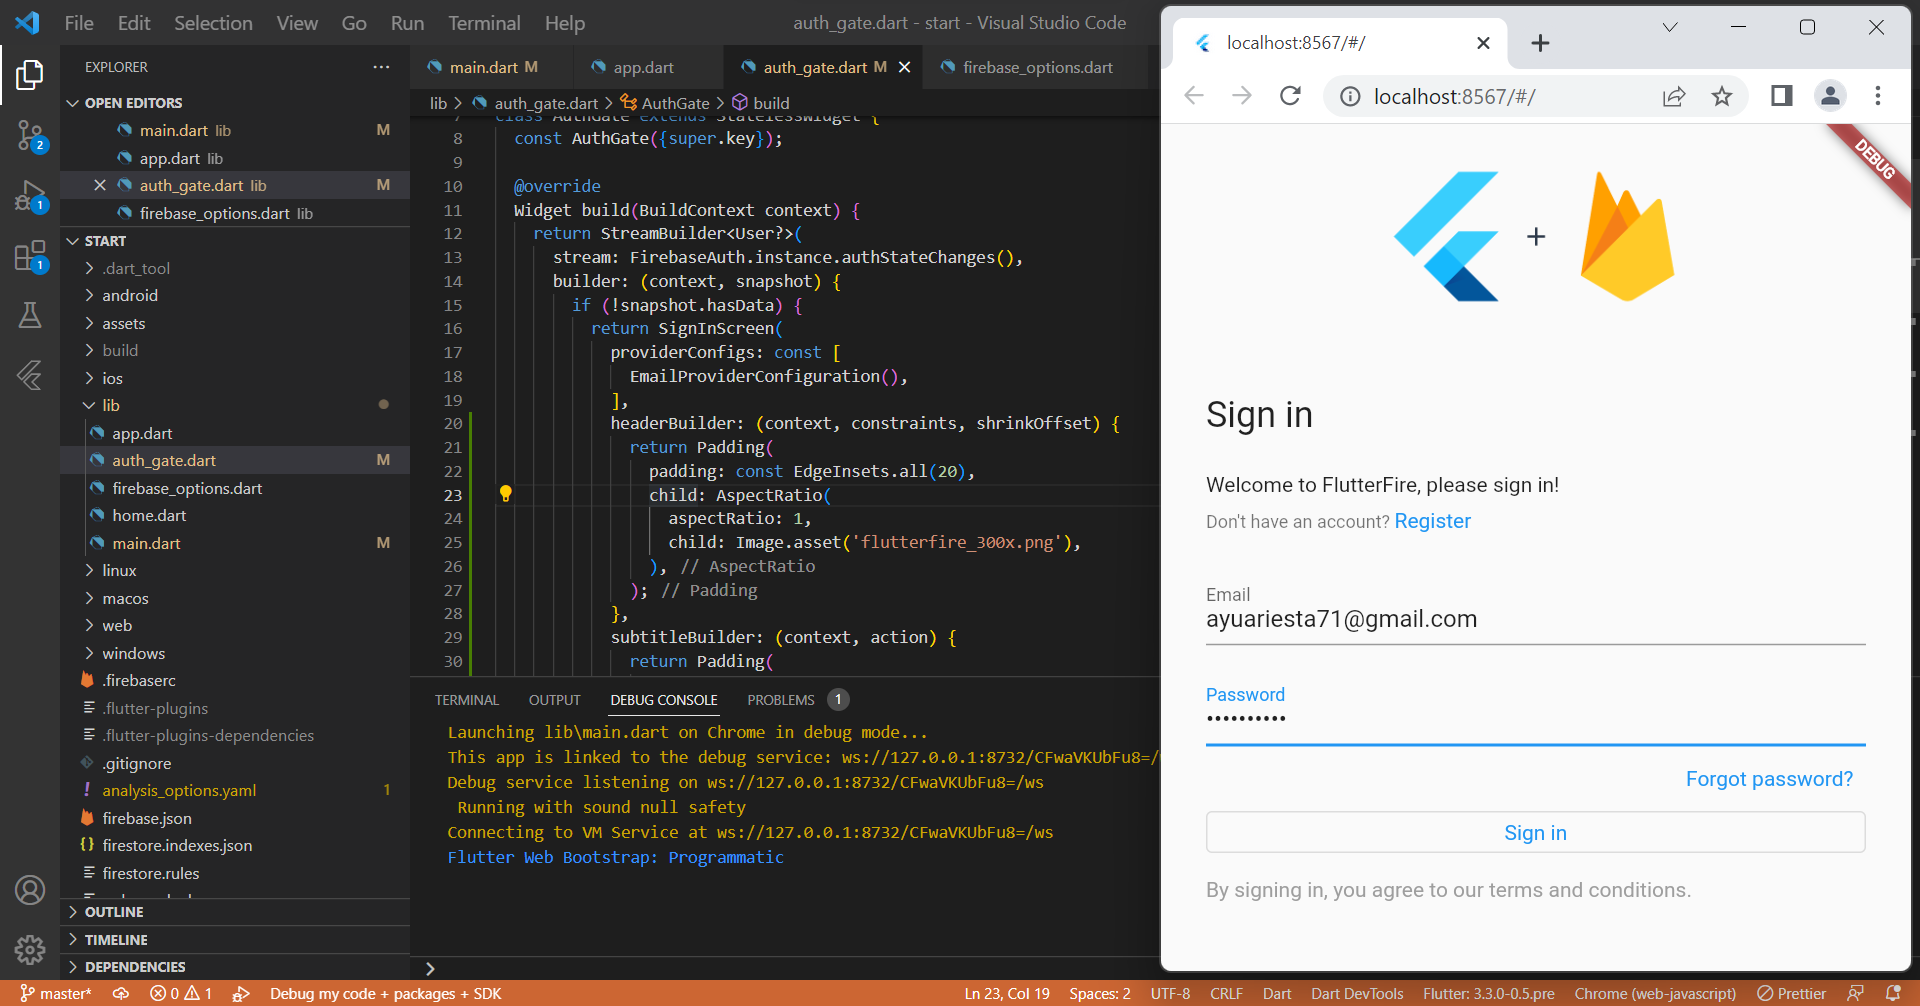 File Edit Selection View Go Run Terminal Help
auth_gate.dart - start - Visual Studio Code
EXPLORER
OPEN EDITORS
main.dart lib M
app.dart lib
auth_gate.dart lib M
firebase_options.dart lib
START
.dart_tool
android
assets
build
ios
lib
app.dart
auth_gate.dart M
firebase_options.dart
home.dart
main.dart M
linux
macos
web
windows
.firebaserc
.flutter-plugins
.flutter-plugins-dependencies
.gitignore
analysis_options.yaml 1
firebase.json
firestore.indexes.json
firestore.rules
OUTLINE
TIMELINE
DEPENDENCIES
2
1
1
main.dart M app.dart auth_gate.dart M firebase_options.dart
lib > auth_gate.dart > AuthGate > build
7 class AuthGate extends StatelessWidget {
8 const AuthGate({super.key});
9
10 @override
11 Widget build(BuildContext context) {
12 return StreamBuilder<User?>(
13 stream: FirebaseAuth.instance.authStateChanges(),
14 builder: (context, snapshot) {
15 if (!snapshot.hasData) {
16 return SignInScreen(
17 providerConfigs: const [
18 EmailProviderConfiguration(),
19 ],
20 headerBuilder: (context, constraints, shrinkOffset) {
21 return Padding(
22 padding: const EdgeInsets.all(20),
23 child: AspectRatio(
24 aspectRatio: 1,
25 child: Image.asset('flutterfire_300x.png'),
26 ), // AspectRatio
27 ); // Padding
28 },
29 subtitleBuilder: (context, action) {
30 return Padding(
TERMINAL OUTPUT DEBUG CONSOLE PROBLEMS 1
Launching lib\main.dart on Chrome in debug mode...
This app is linked to the debug service: ws://127.0.0.1:8732/CFwaVKUbFu8=/
Debug service listening on ws://127.0.0.1:8732/CFwaVKUbFu8=/ws
Running with sound null safety
Connecting to VM Service at ws://127.0.0.1:8732/CFwaVKUbFu8=/ws
Flutter Web Bootstrap: Programmatic
master* 0 1 Debug my code + packages + SDK Ln 23, Col 19 Spaces: 2 UTF-8 CRLF Dart Dart DevTools Flutter: 3.3.0-0.5.pre Chrome (web-javascript) Prettier
localhost:8567/#/
localhost:8567/#/
DEBUG
+
Sign in
Welcome to FlutterFire, please sign in!
Don't have an account? Register
Email
ayuariesta71@gmail.com
Password
••••••••••
Forgot password?
Sign in
By signing in, you agree to our terms and conditions.